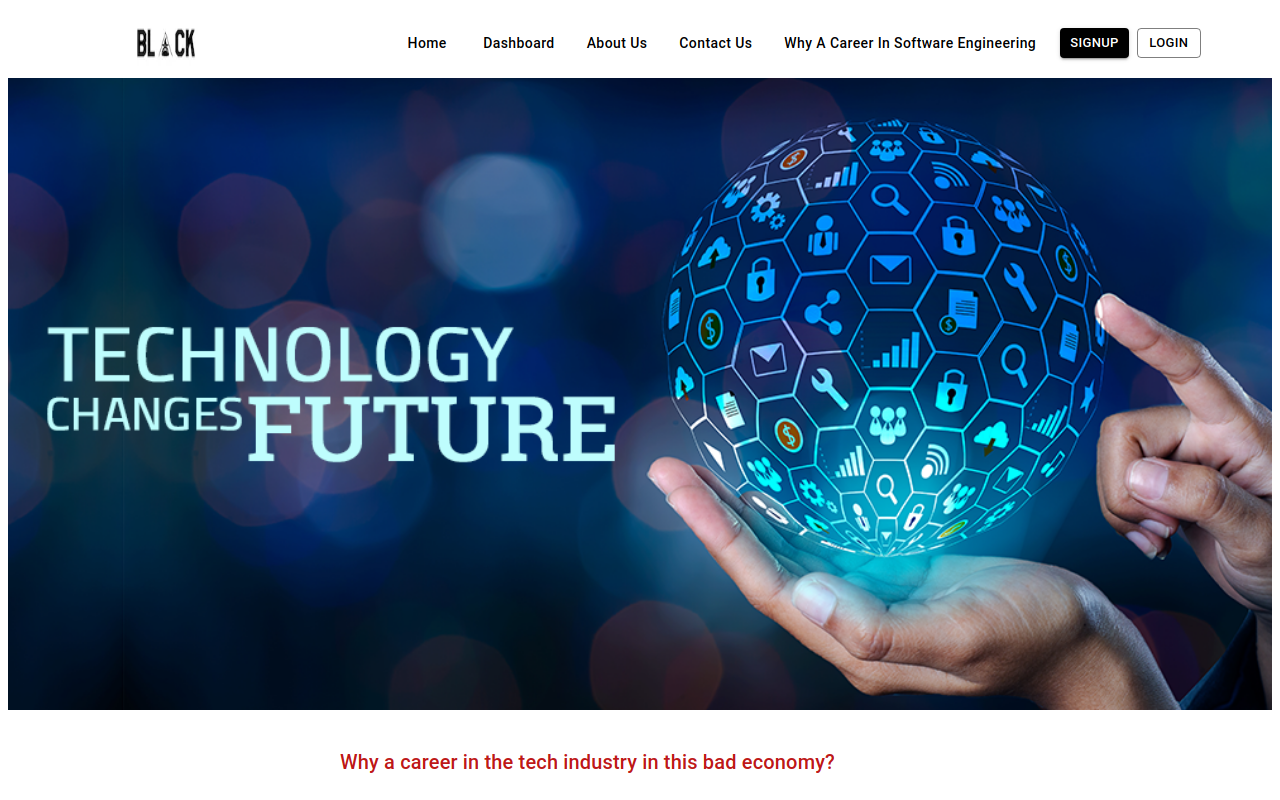 BLACK
Home Dashboard About Us Contact Us Why A Career In Software Engineering SIGNUP LOGIN
TECHNOLOGY
CHANGES FUTURE
Why a career in the tech industry in this bad economy?